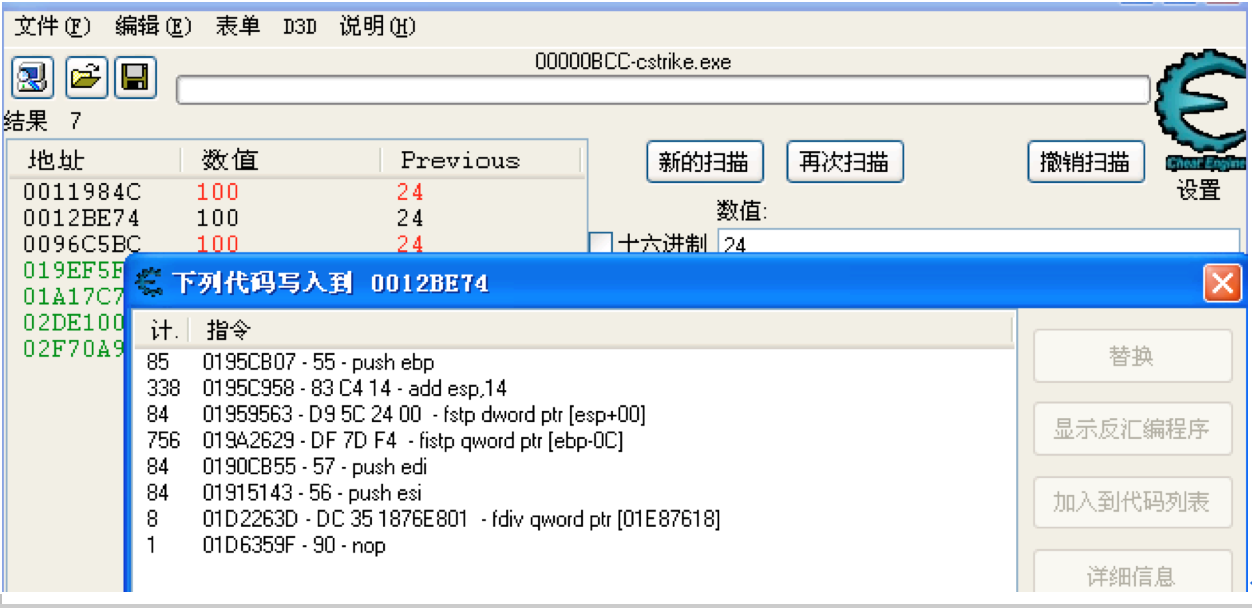 文件(F) 编辑(E) 表单 D3D 说明(H)
00000BCC-cstrike.exe
结果 7
地址 数值 Previous
新的扫描 再次扫描 撤销扫描
Cheat Engine
设置
0011984C 100 24
0012BE74 100 24
0096C5BC 100 24
数值:
十六进制 24
019EF5F
01A17C7
02DE100
02F70A9
下列代码写入到 0012BE74
计. 指令
85 0195CB07 - 55 - push ebp
338 0195C958 - 83 C4 14 - add esp,14
84 01959563 - D9 5C 24 00 - fstp dword ptr [esp+00]
756 019A2629 - DF 7D F4 - fistp qword ptr [ebp-0C]
84 0190CB55 - 57 - push edi
84 01915143 - 56 - push esi
8 01D2263D - DC 35 1876E801 - fdiv qword ptr [01E87618]
1 01D6359F - 90 - nop
替换
显示反汇编程序
加入到代码列表
详细信息